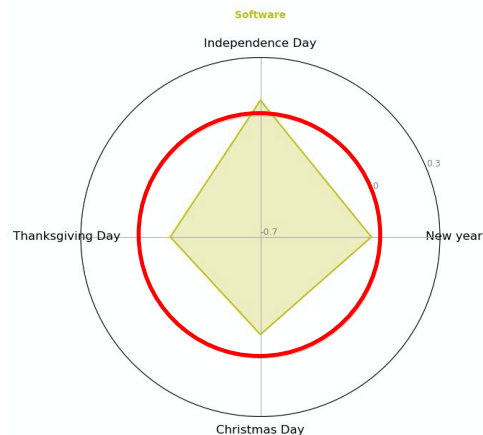 Software
Independence Day
0.3
0
-0.7
Thanksgiving Day
New year
Christmas Day